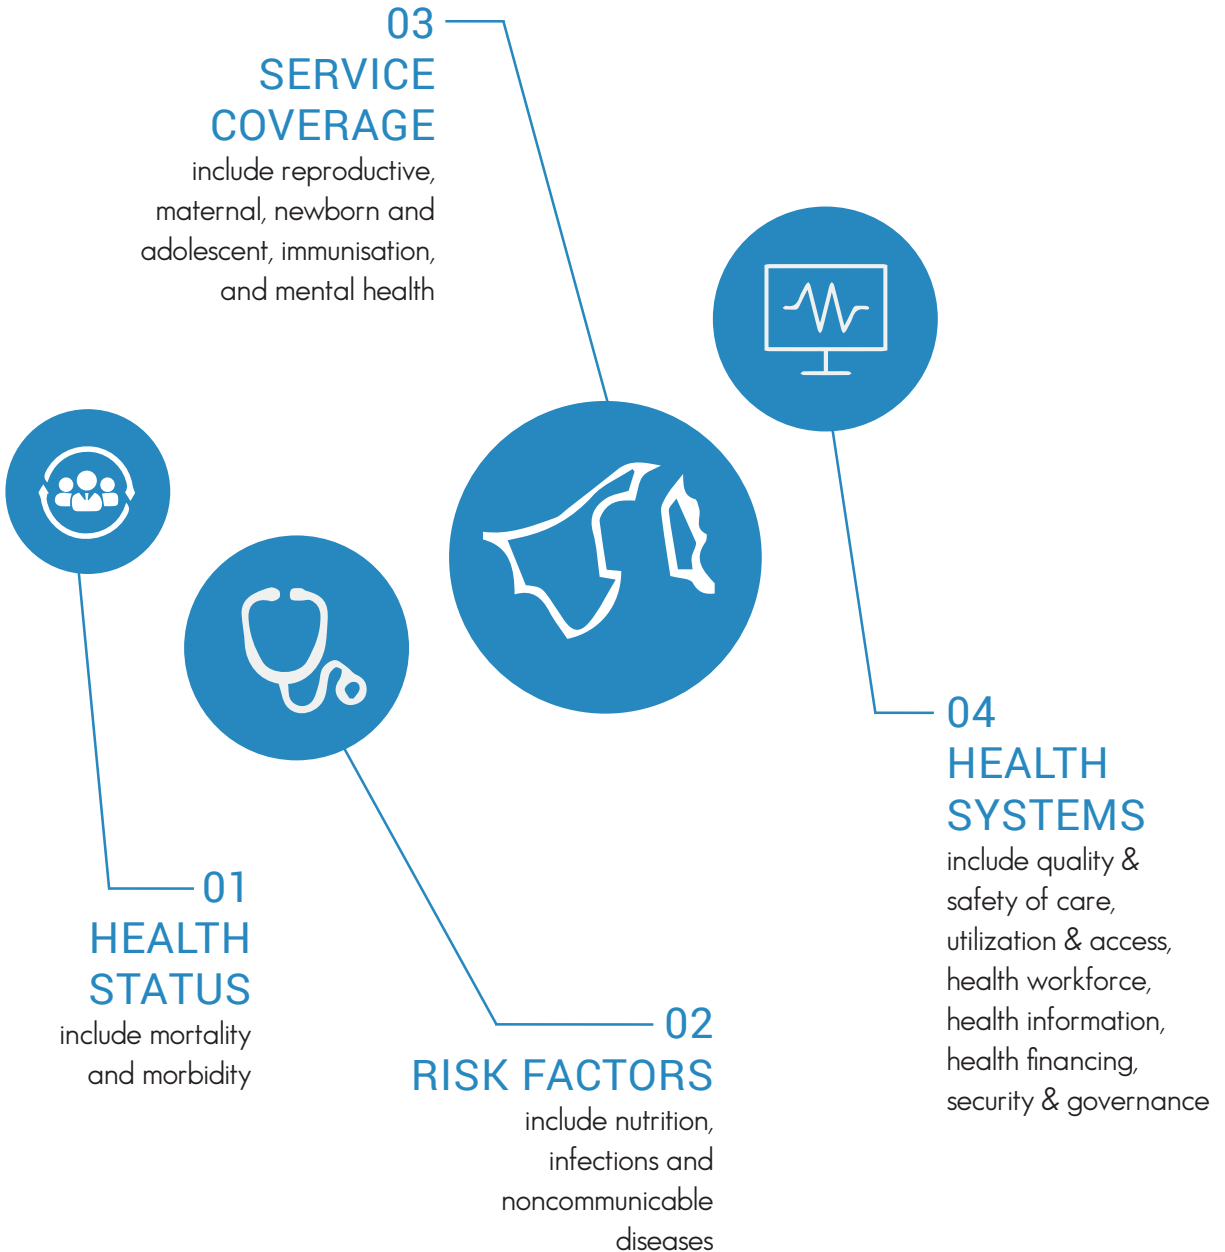 03
SERVICE
COVERAGE
include reproductive,
maternal, newborn and
adolescent, immunisation,
and mental health
01
HEALTH
STATUS
include mortality
and morbidity
02
RISK FACTORS
include nutrition,
infections and
noncommunicable
diseases
04
HEALTH
SYSTEMS
include quality &
safety of care,
utilization & access,
health workforce,
health information,
health financing,
security & governance